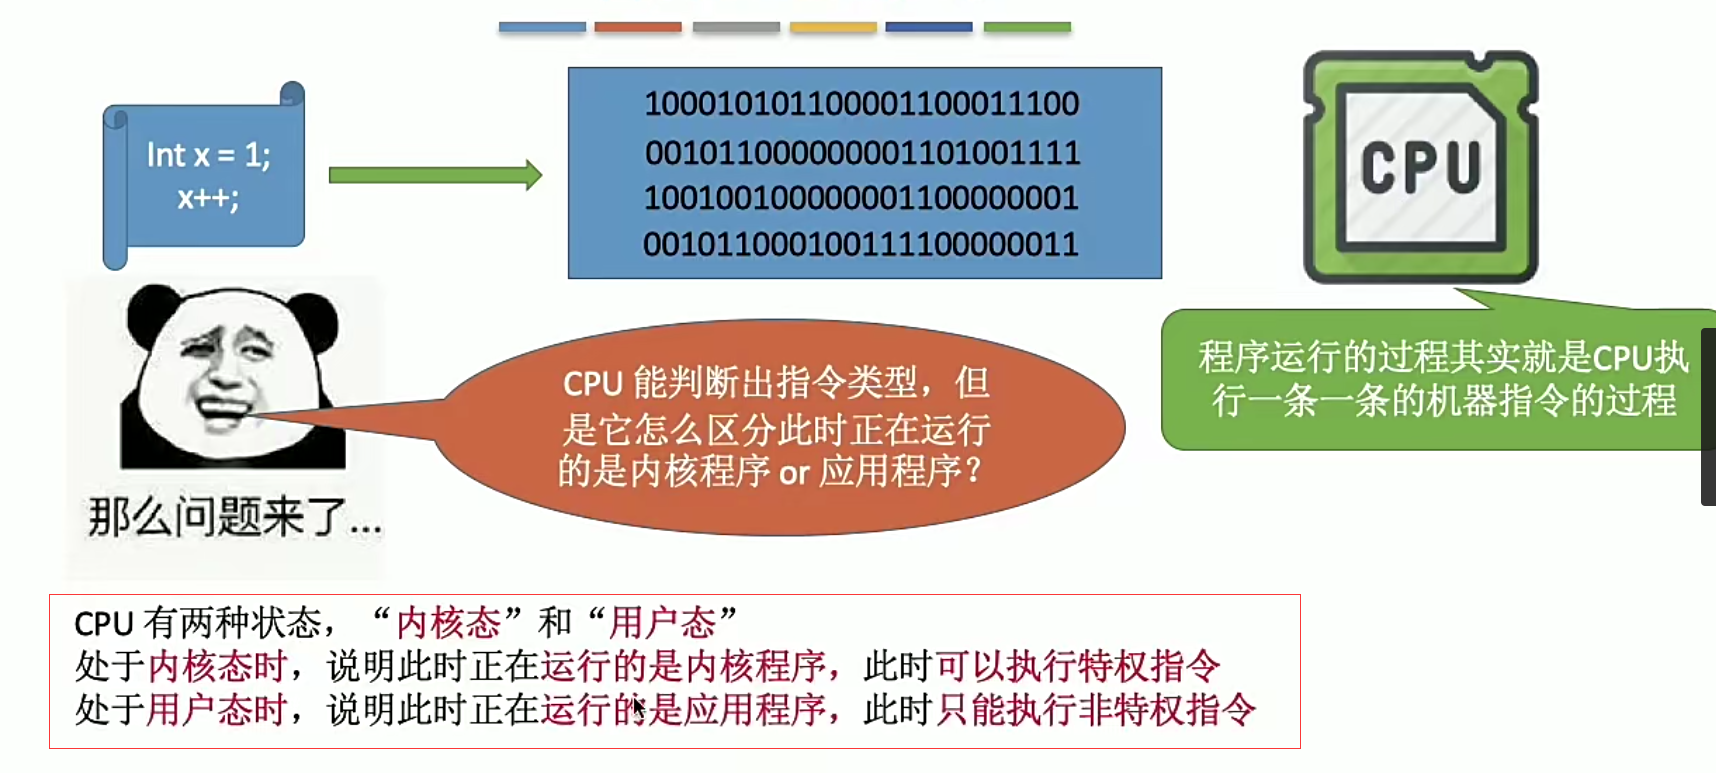 Int x = 1;
x++;
100010101100001100011100
001011000000001101001111
100100100000001100000001
001011000100111100000011
CPU
程序运行的过程其实就是CPU执
行一条一条的机器指令的过程
CPU 能判断出指令类型，但
是它怎么区分此时正在运行
的是内核程序 or 应用程序？
那么问题来了...
CPU 有两种状态，“内核态”和“用户态”
处于内核态时，说明此时正在运行的是内核程序，此时可以执行特权指令
处于用户态时，说明此时正在运行的是应用程序，此时只能执行非特权指令